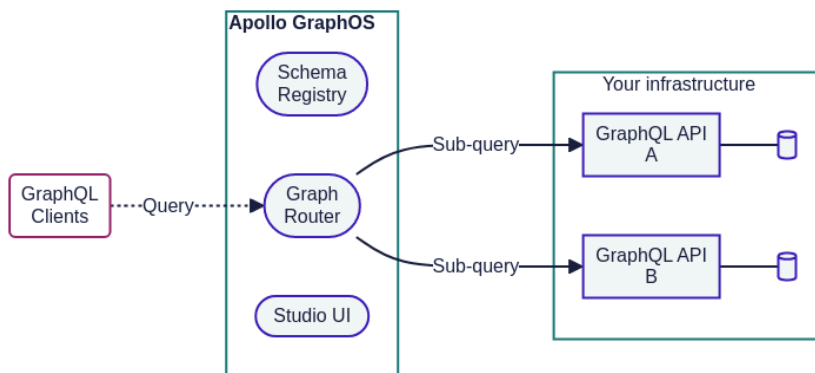 Apollo GraphOS
Schema
Registry
Your infrastructure
Sub-query
GraphQL API
A
GraphQL
Clients
Query
Graph
Router
Sub-query
GraphQL API
B
Studio UI